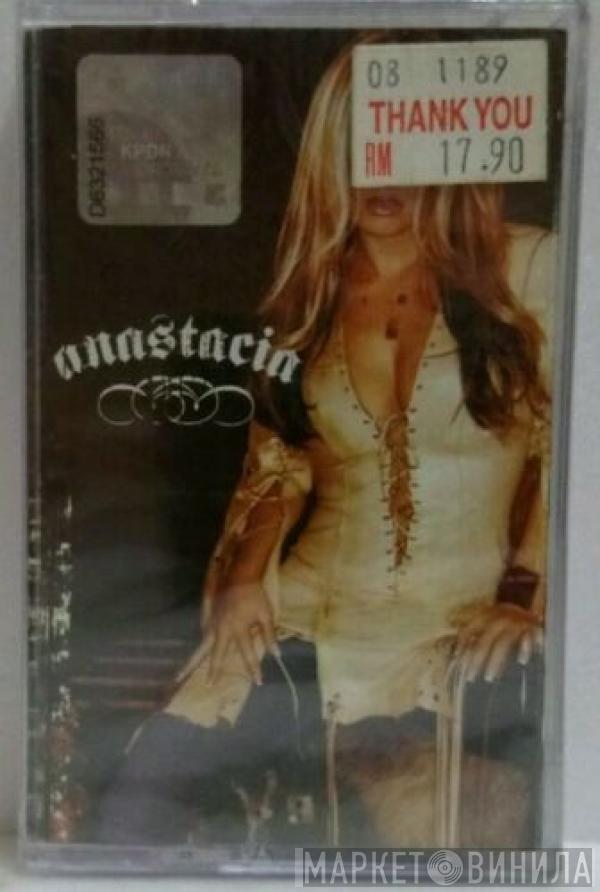 08 1189
THANK YOU
RM 17.90
KPDN
D6321566
anastacia
МАРКЕТ ВИНИЛА